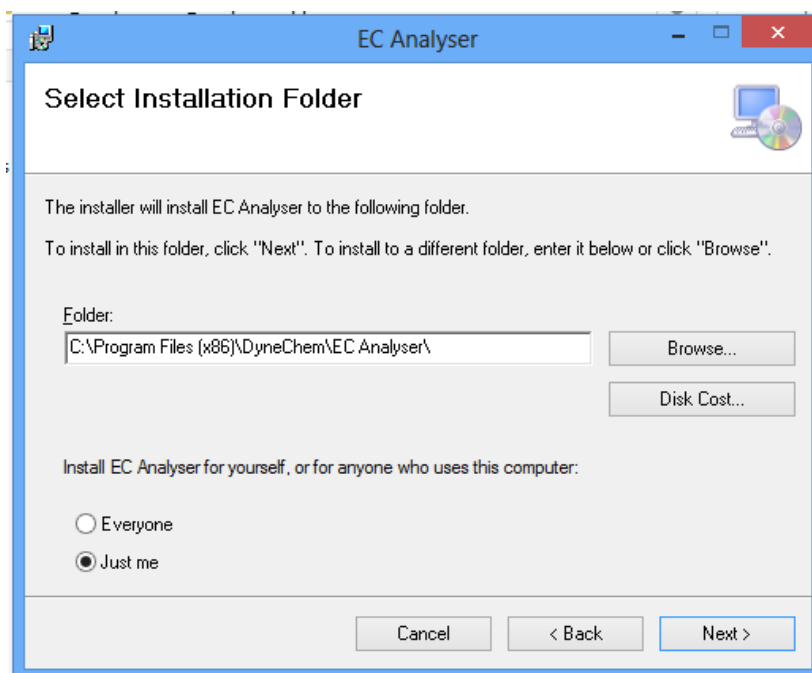 EC Analyser
Select Installation Folder
The installer will install EC Analyser to the following folder.
To install in this folder, click "Next". To install to a different folder, enter it below or click "Browse".
Folder:
C:\Program Files (x86)\DyneChem\EC Analyser\
Browse...
Disk Cost...
Install EC Analyser for yourself, or for anyone who uses this computer:
Everyone
Just me
Cancel
< Back
Next >